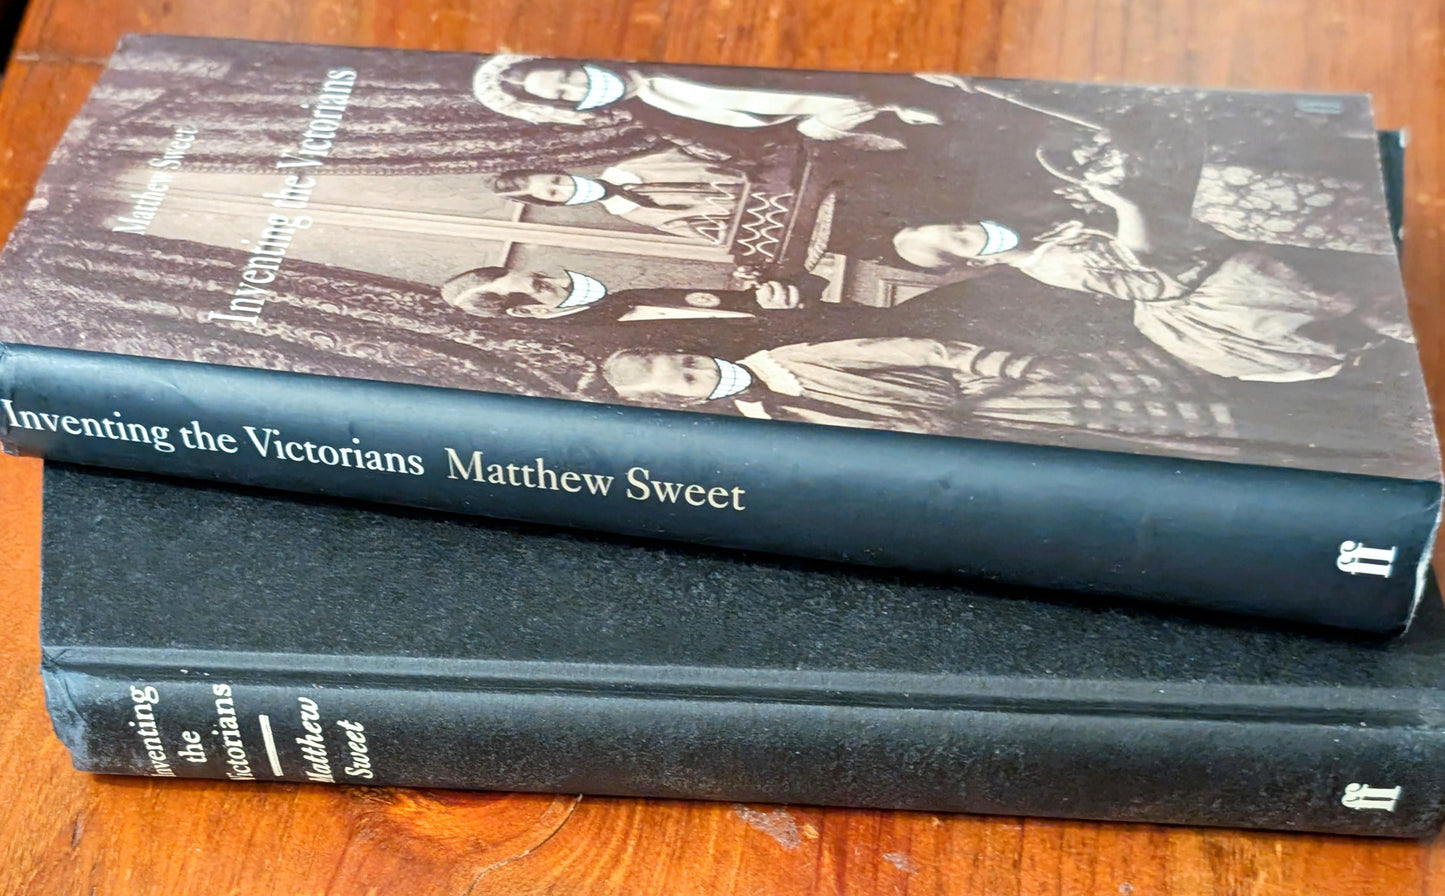 Matthew Sweet
Inventing the Victorians
Inventing the Victorians Matthew Sweet
ff
Inventing
the
Victorians
Matthew
Sweet
ff